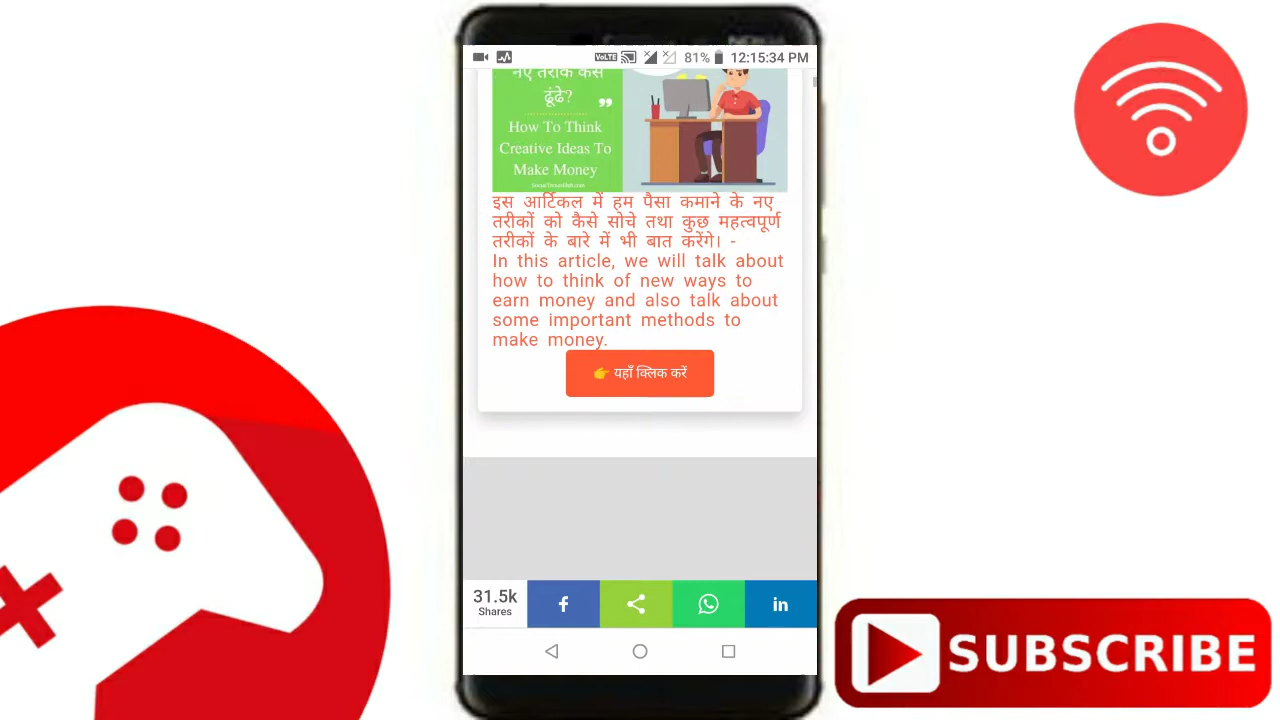 VoLTE 81% 12:15:34 PM
नए तरीके कैसे
ढूंढे?
”
How To Think
Creative Ideas To
Make Money
इस आर्टिकल में हम पैसा कमाने के नए
तरीकों को कैसे सोचे तथा कुछ महत्वपूर्ण
तरीकों के बारे में भी बात करेंगे। -
In this article, we will talk about
how to think of new ways to
earn money and also talk about
some important methods to
make money.
👉 यहाँ क्लिक करें
31.5k
Shares
f
in
SUBSCRIBE